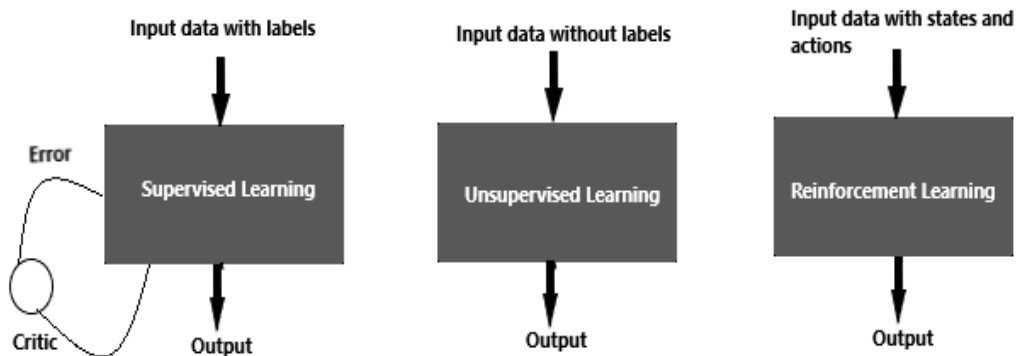 Input data with labels
Error
Supervised Learning
Critic
Output
Input data without labels
Unsupervised Learning
Output
Input data with states and
actions
Reinforcement Learning
Output